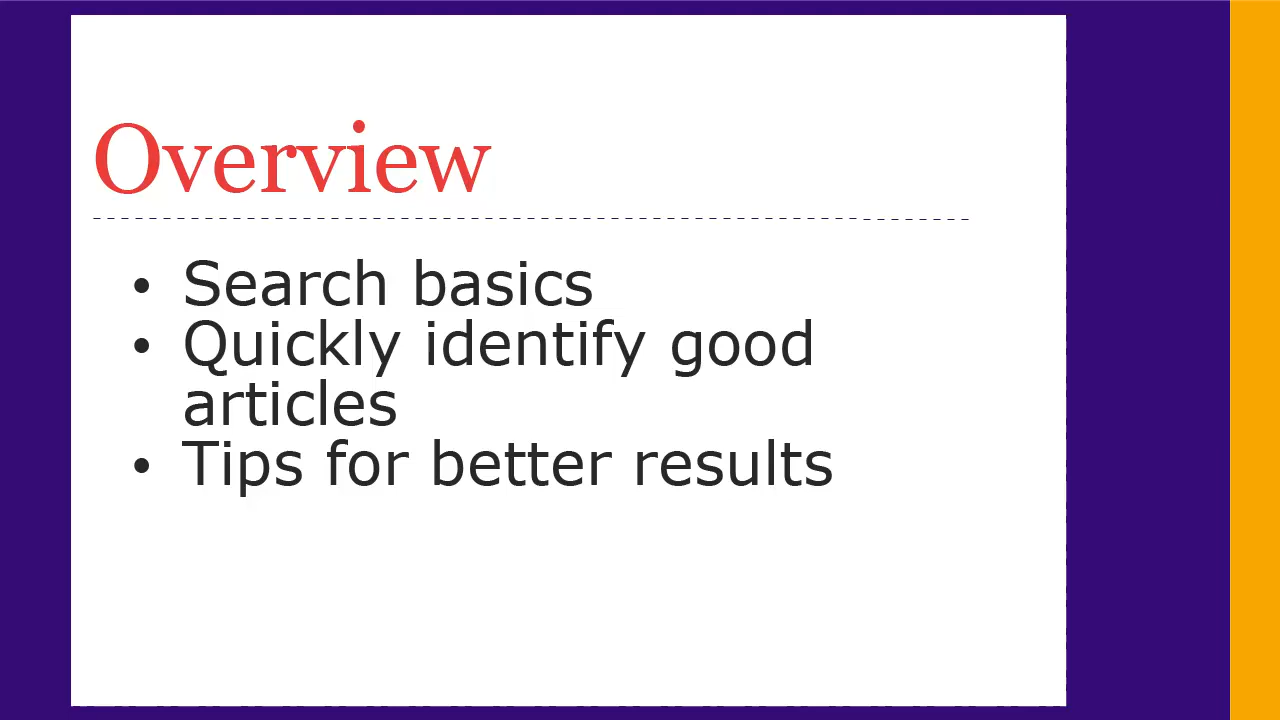 Overview
• Search basics
• Quickly identify good
articles
• Tips for better results